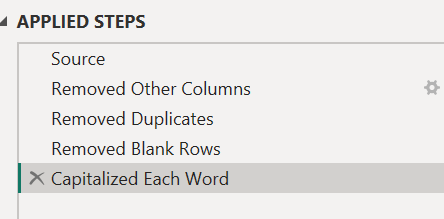 APPLIED STEPS
Source
Removed Other Columns
Removed Duplicates
Removed Blank Rows
Capitalized Each Word